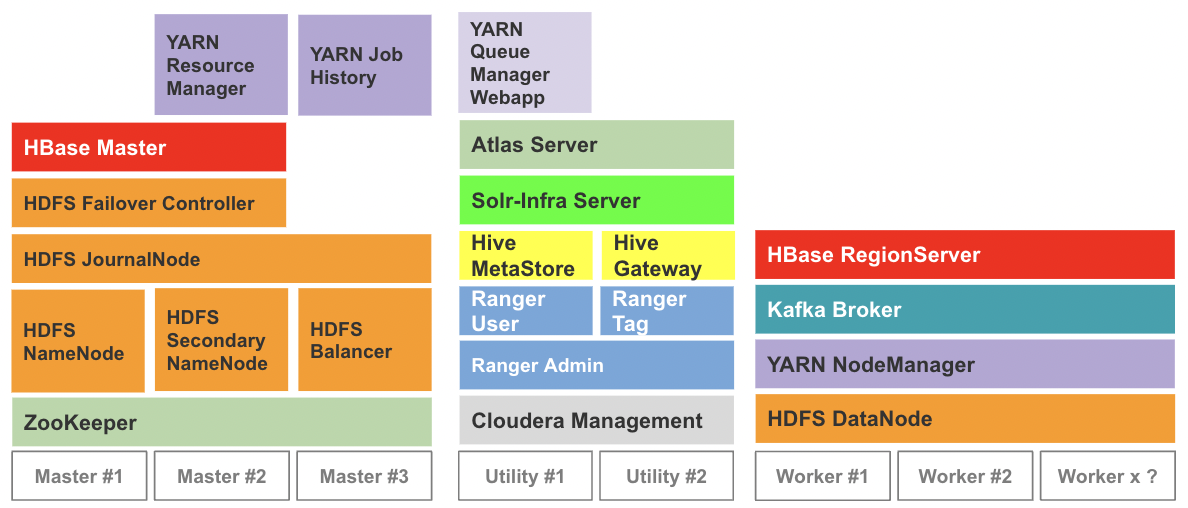 YARN
Resource
Manager
YARN Job
History
HBase Master
HDFS Failover Controller
HDFS JournalNode
HDFS
NameNode
HDFS
Secondary
NameNode
HDFS
Balancer
ZooKeeper
Master #1
Master #2
Master #3
YARN
Queue
Manager
Webapp
Atlas Server
Solr-Infra Server
Hive
MetaStore
Hive
Gateway
Ranger
User
Ranger
Tag
Ranger Admin
Cloudera Management
Utility #1
Utility #2
HBase RegionServer
Kafka Broker
YARN NodeManager
HDFS DataNode
Worker #1
Worker #2
Worker x ?